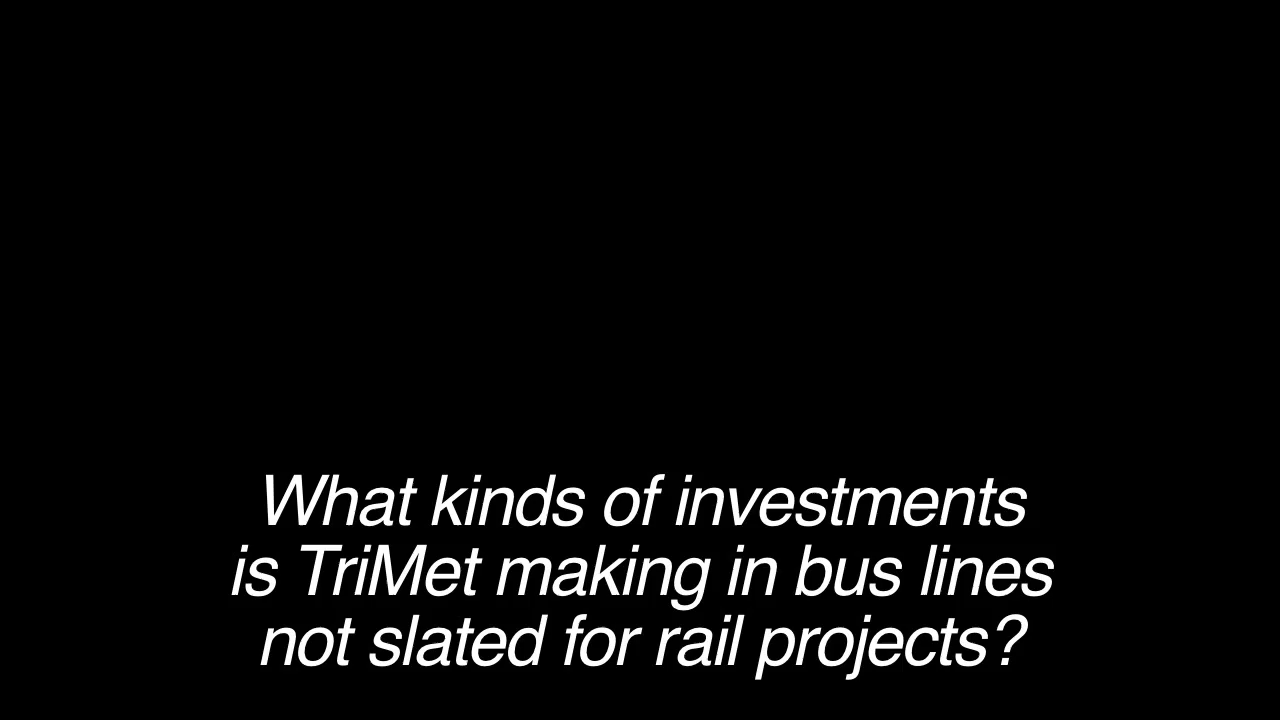 What kinds of investments
is TriMet making in bus lines
not slated for rail projects?